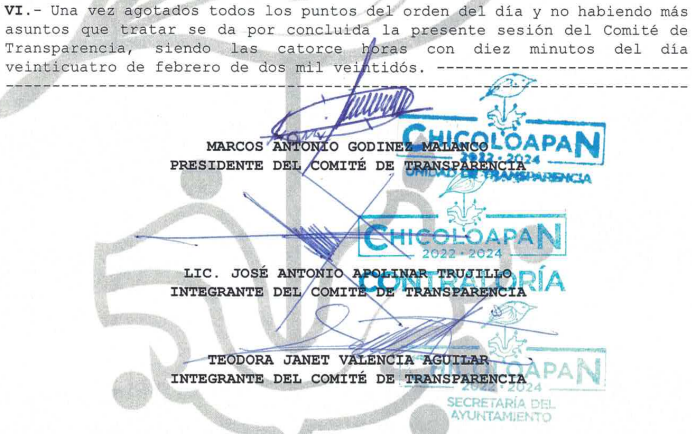 VI.- Una vez agotados todos los puntos del orden del día y no habiendo más
asuntos que tratar se da por concluida la presente sesión del Comité de
Transparencia, siendo las catorce horas con diez minutos del día
veinticuatro de febrero de dos mil veintidós. ----------------------------
--------------------------------------------------------------------------
MARCOS ANTONIO GODINEZ MALANCO
PRESIDENTE DEL COMITÉ DE TRANSPARENCIA
CHICOLOAPAN
2022 - 2024
UNIDAD DE TRANSPARENCIA
LIC. JOSÉ ANTONIO APOLINAR TRUJILLO
INTEGRANTE DEL COMITÉ DE TRANSPARENCIA
CHICOLOAPAN
2022 - 2024
CONTRALORÍA
TEODORA JANET VALENCIA AGUILAR
INTEGRANTE DEL COMITÉ DE TRANSPARENCIA
CHICOLOAPAN
2022 - 2024
SECRETARÍA DEL
AYUNTAMIENTO